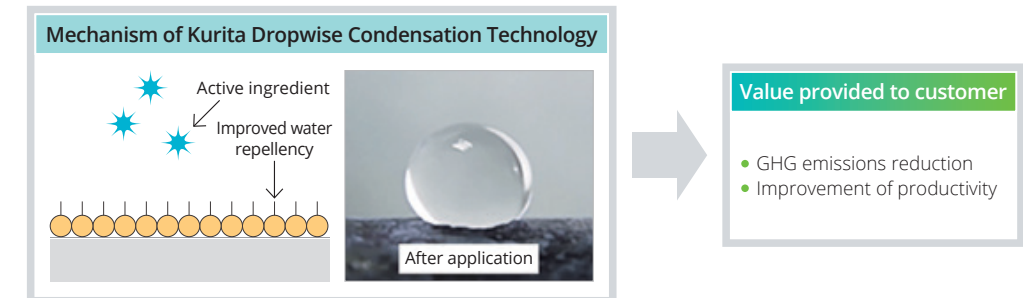 Mechanism of Kurita Dropwise Condensation Technology
Active ingredient
Improved water
repellency
After application
Value provided to customer
• GHG emissions reduction
• Improvement of productivity